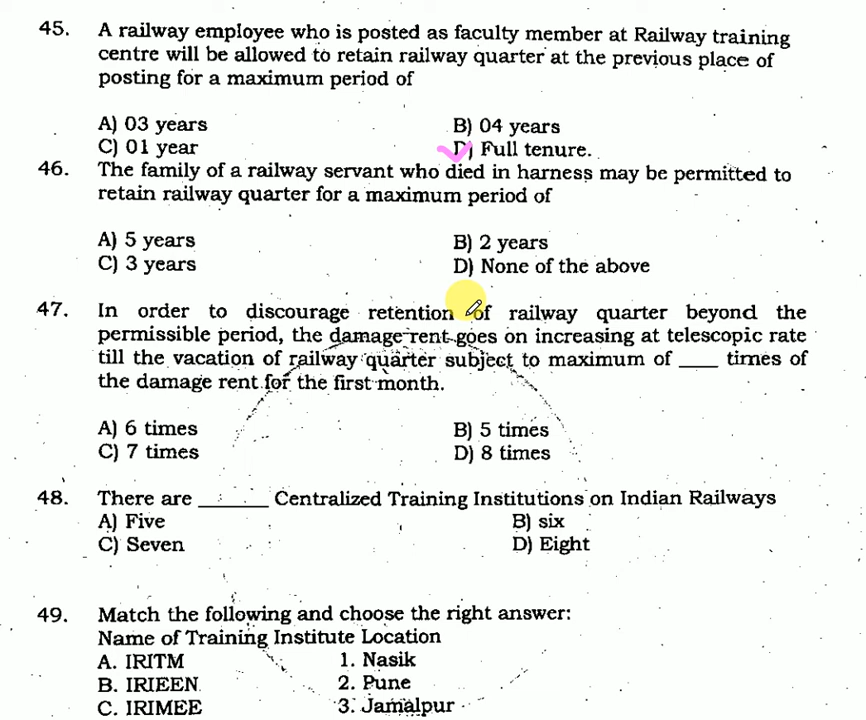 45. A railway employee who is posted as faculty member at Railway training
centre will be allowed to retain railway quarter at the previous place of
posting for a maximum period of
A) 03 years B) 04 years
C) 01 year D) Full tenure.
46. The family of a railway servant who died in harness may be permitted to
retain railway quarter for a maximum period of
A) 5 years B) 2 years
C) 3 years D) None of the above
47. In order to discourage retention of railway quarter beyond the
permissible period, the damage rent goes on increasing at telescopic rate
till the vacation of railway quarter subject to maximum of ____ times of
the damage rent for the first month.
A) 6 times B) 5 times
C) 7 times D) 8 times
48. There are ______ Centralized Training Institutions on Indian Railways
A) Five B) six
C) Seven D) Eight
49. Match the following and choose the right answer:
Name of Training Institute Location
A. IRITM 1. Nasik
B. IRIEEN 2. Pune
C. IRIMEE 3. Jamalpur